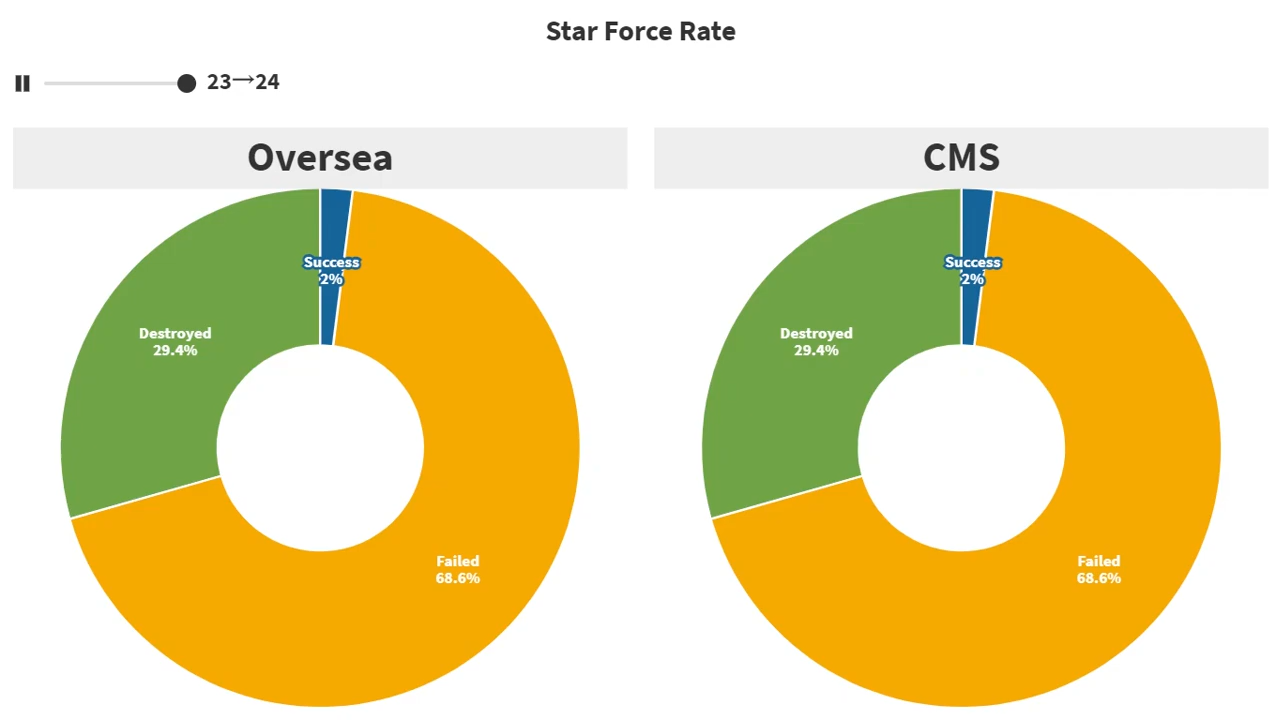 Star Force Rate
23→24
Oversea
CMS
Success
2%
Destroyed
29.4%
Failed
68.6%
Success
2%
Destroyed
29.4%
Failed
68.6%